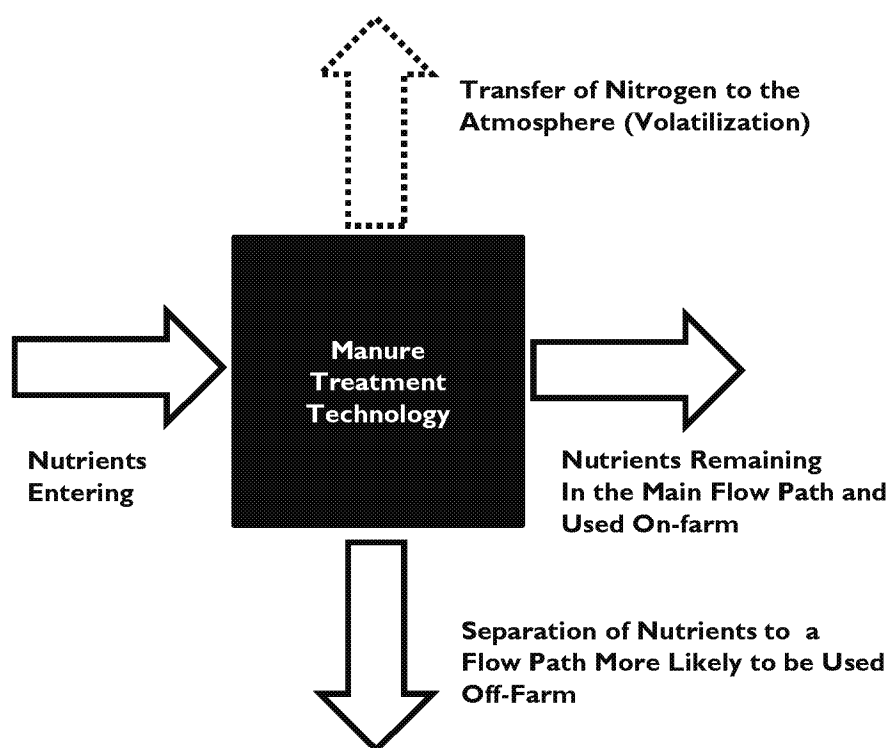 Transfer of Nitrogen to the
Atmosphere (Volatilization)
Manure
Treatment
Technology
Nutrients
Entering
Nutrients Remaining
In the Main Flow Path and
Used On-farm
Separation of Nutrients to a
Flow Path More Likely to be Used
Off-Farm